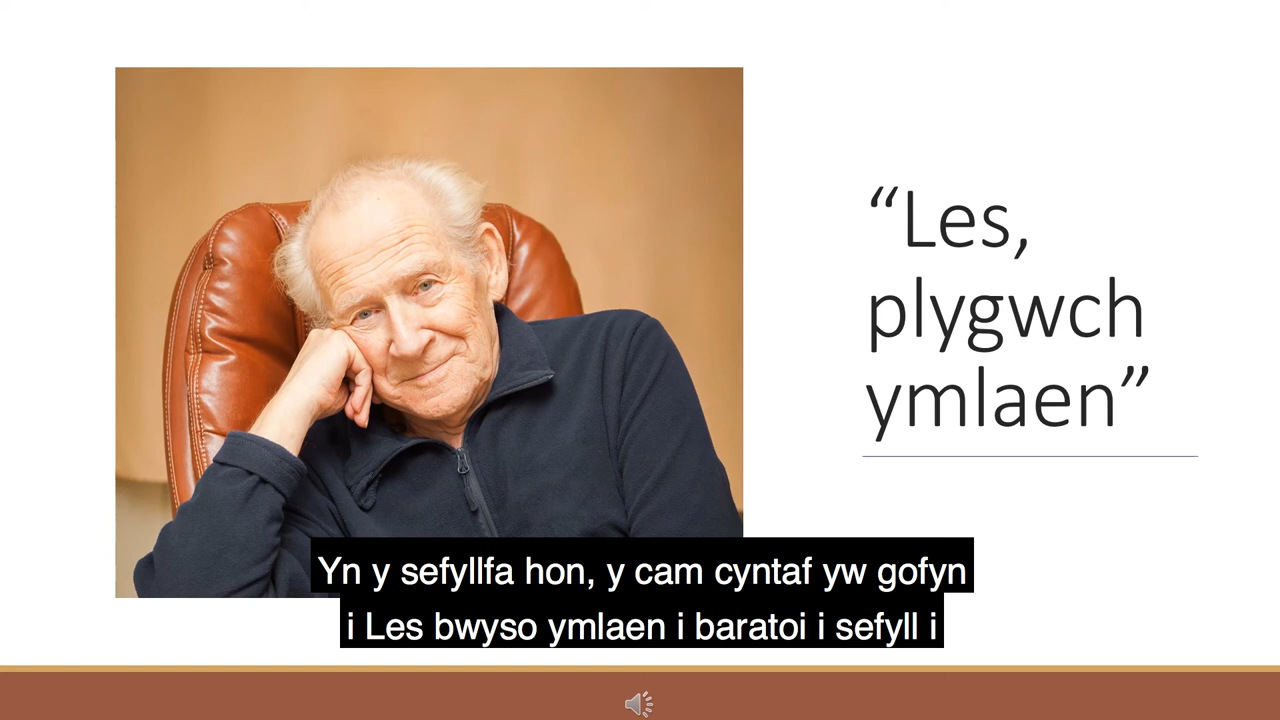 “Les,
plygwch
ymlaen”
Yn y sefyllfa hon, y cam cyntaf yw gofyn
i Les bwyso ymlaen i baratoi i sefyll i